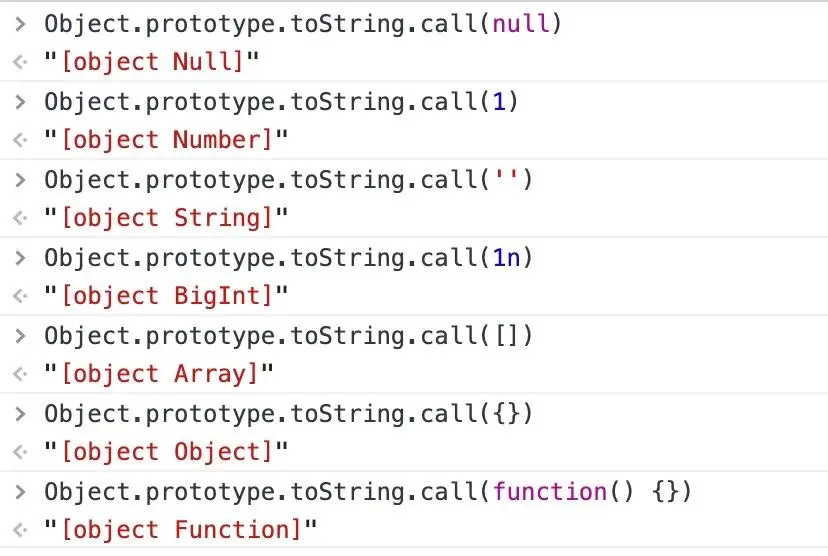 > Object.prototype.toString.call(null)
<· "[object Null]"
> Object.prototype.toString.call(1)
<· "[object Number]"
> Object.prototype.toString.call('')
<· "[object String]"
> Object.prototype.toString.call(1n)
<· "[object BigInt]"
> Object.prototype.toString.call([])
<· "[object Array]"
> Object.prototype.toString.call({})
<· "[object Object]"
> Object.prototype.toString.call(function() {})
<· "[object Function]"